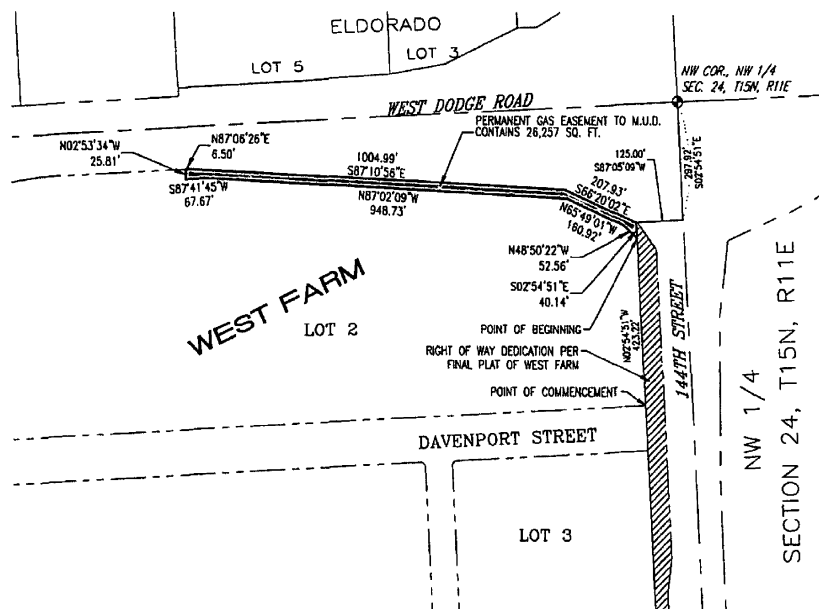 ELDORADO
LOT 5
LOT 3
NW COR., NW 1/4
SEC. 24, T15N, R11E
WEST DODGE ROAD
PERMANENT GAS EASEMENT TO M.U.D.
CONTAINS 26,257 SQ. FT.
N02°53'34"W
25.81'
N87°06'26"E
6.50'
1004.99'
S87°10'56"E
125.00'
S87°05'09"W
297.92'
S02°54'51"E
207.93'
S66°20'02"E
S87°41'45"W
67.67'
N87°02'09"W
948.73'
N65°49'01"W
160.92'
N48°50'22"W
52.56'
S02°54'51"E
40.14'
WEST FARM
LOT 2
POINT OF BEGINNING
N02°54'51"W
423.22'
RIGHT OF WAY DEDICATION PER
FINAL PLAT OF WEST FARM
144TH STREET
POINT OF COMMENCEMENT
DAVENPORT STREET
NW 1/4
SECTION 24, T15N, R11E
LOT 3